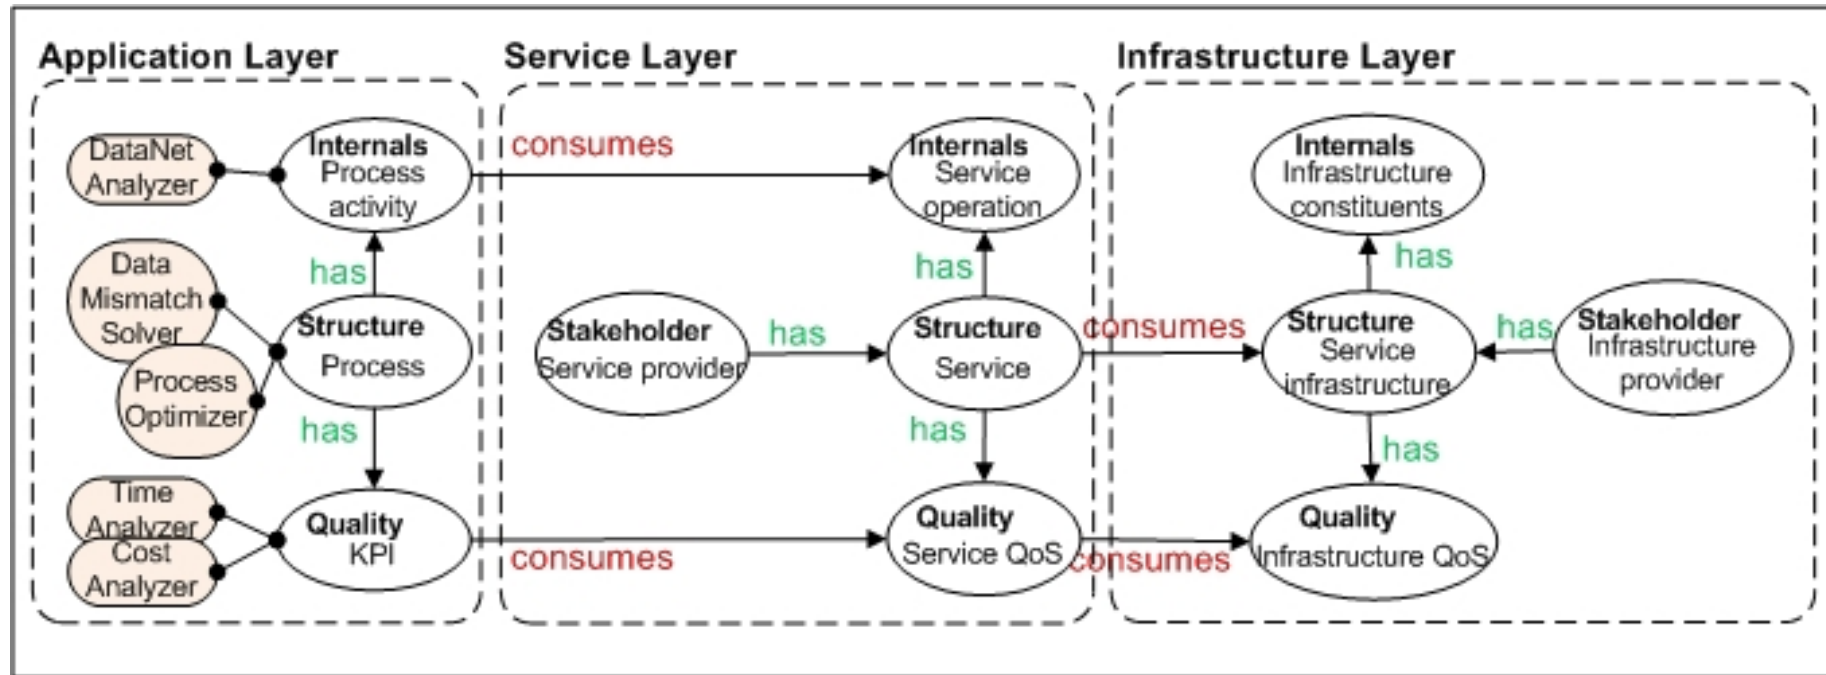 Application Layer
Service Layer
Infrastructure Layer
DataNet
Analyzer
Internals
Process
activity
consumes
Internals
Service
operation
Internals
Infrastructure
constituents
has
has
has
Data
Mismatch
Solver
Process
Optimizer
Structure
Process
Stakeholder
Service provider
has
Structure
Service
consumes
Structure
Service
infrastructure
has
Stakeholder
Infrastructure
provider
has
has
has
Time
Analyzer
Cost
Analyzer
Quality
KPI
consumes
Quality
Service QoS
consumes
Quality
Infrastructure QoS